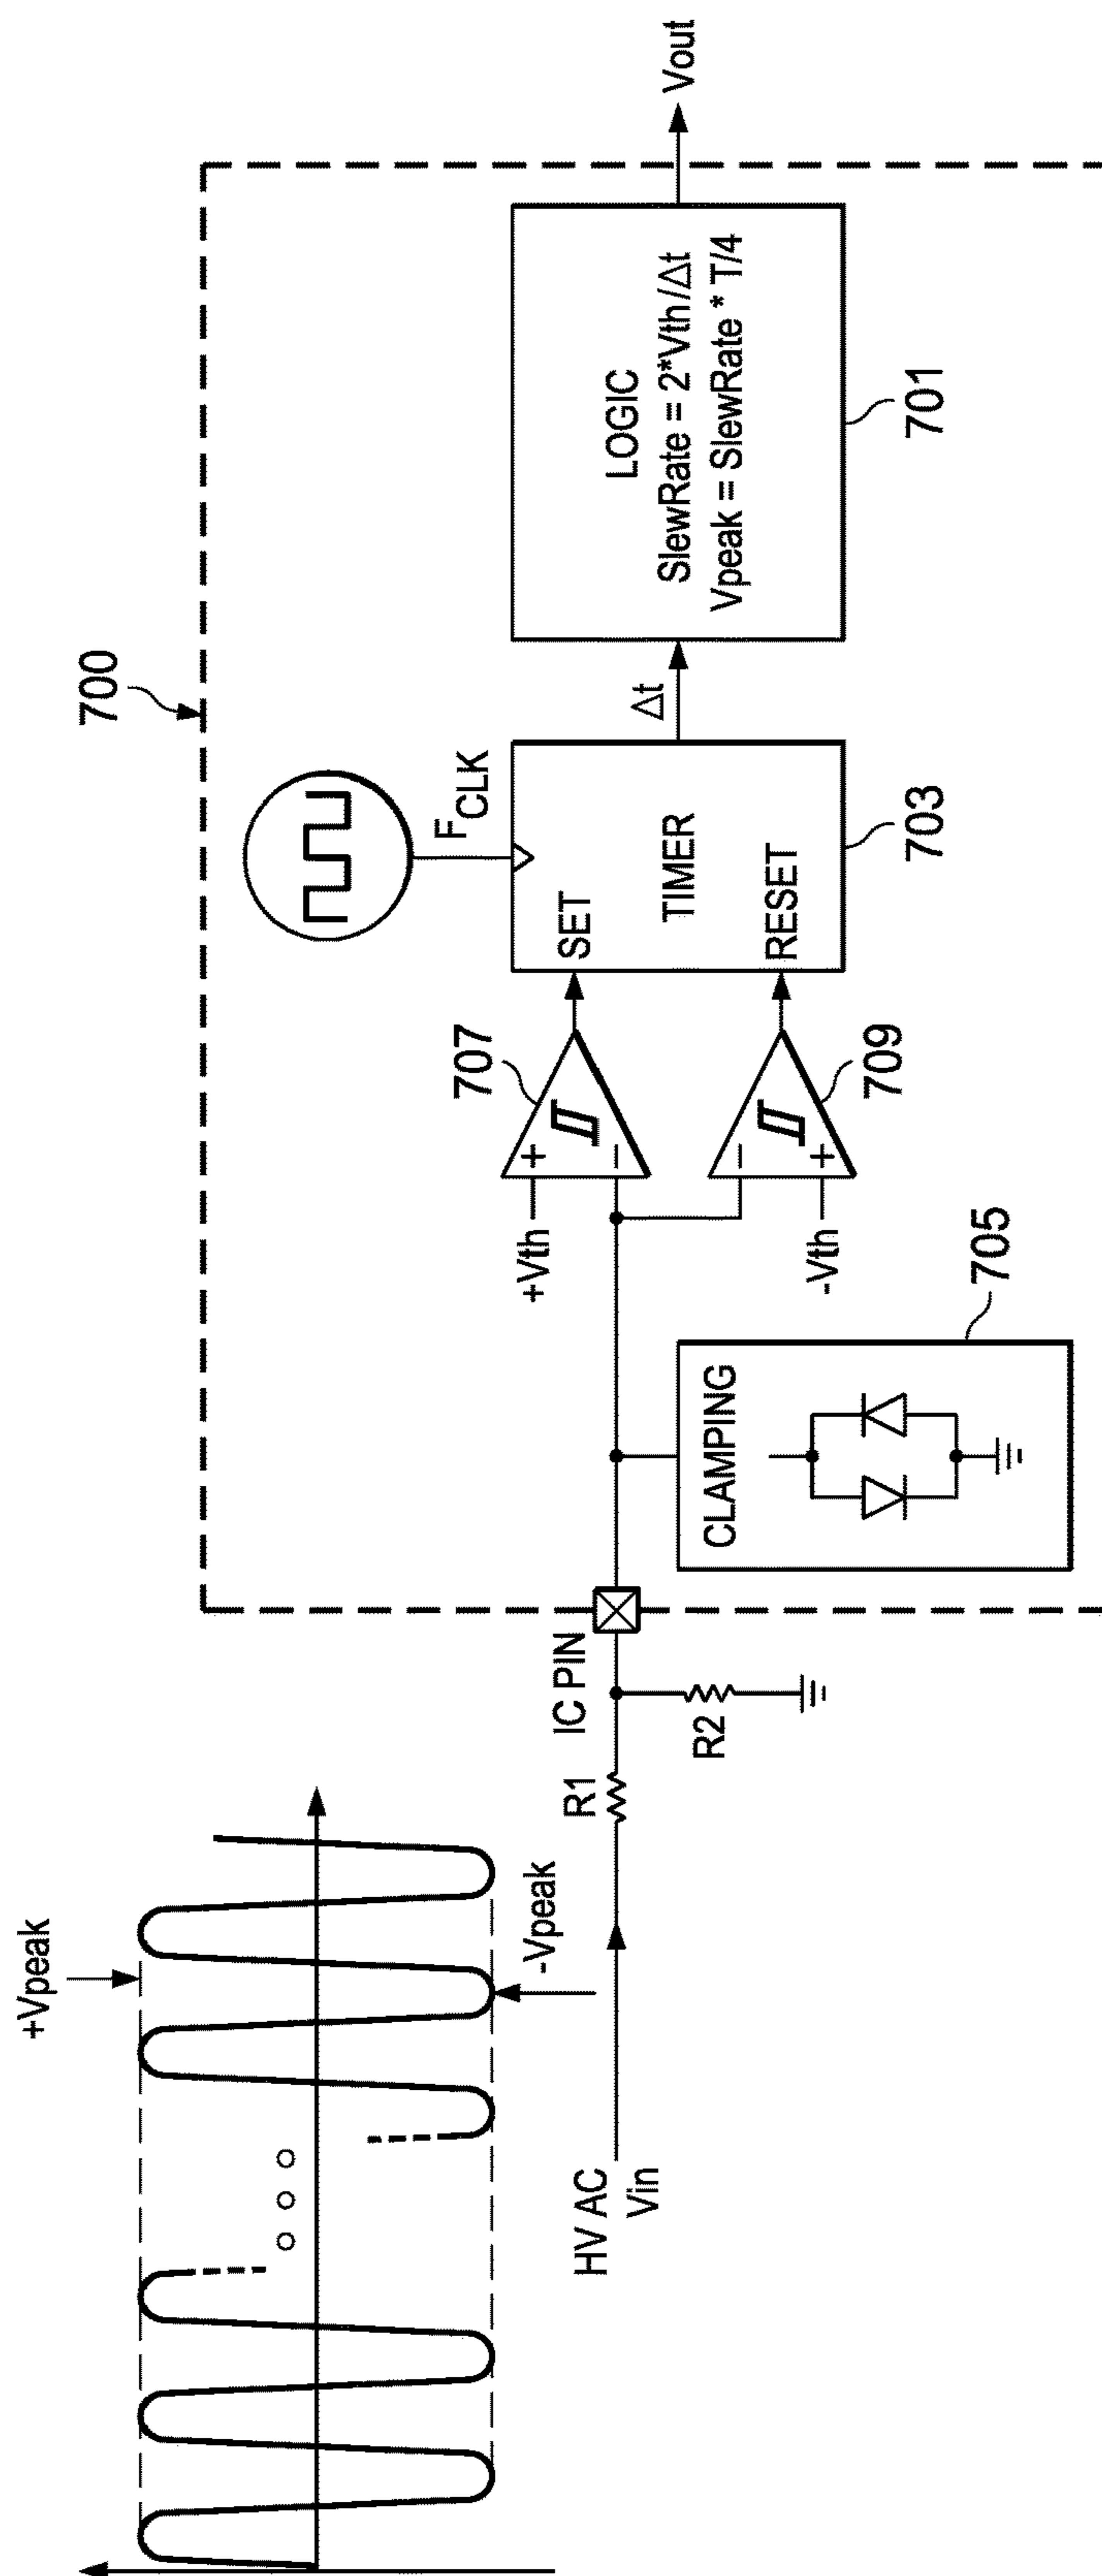 +Vpeak
-Vpeak
HV AC
Vin
R1
R2
IC PIN
700
CLAMPING
705
+Vth
-Vth
+
−
−
+
707
709
FCLK
SET
TIMER
RESET
703
Δt
LOGIC
SlewRate = 2*Vth/Δt
Vpeak = SlewRate * T/4
701
Vout